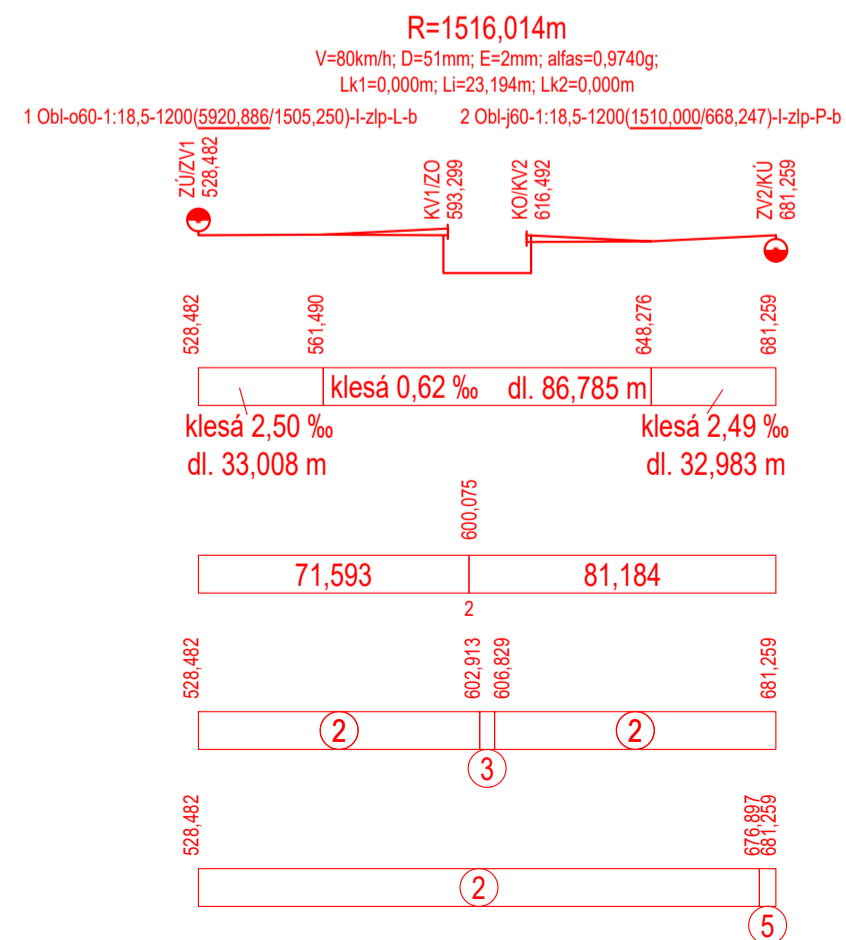 R=1516,014m
V=80km/h; D=51mm; E=2mm; alfas=0,9740g;
Lk1=0,000m; Li=23,194m; Lk2=0,000m
1 Obl-o60-1:18,5-1200(5920,886/1505,250)-I-zlp-L-b
2 Obl-j60-1:18,5-1200(1510,000/668,247)-I-zlp-P-b
ZÚ/ZV1
528,482
KV1/ZO
593,299
KO/KV2
616,492
ZV2/KÚ
681,259
528,482
561,490
648,276
681,259
klesá 0,62 ‰
dl. 86,785 m
klesá 2,50 ‰
dl. 33,008 m
klesá 2,49 ‰
dl. 32,983 m
600,075
71,593
81,184
2
528,482
602,913
606,829
681,259
2
2
3
528,482
676,897
681,259
2
5